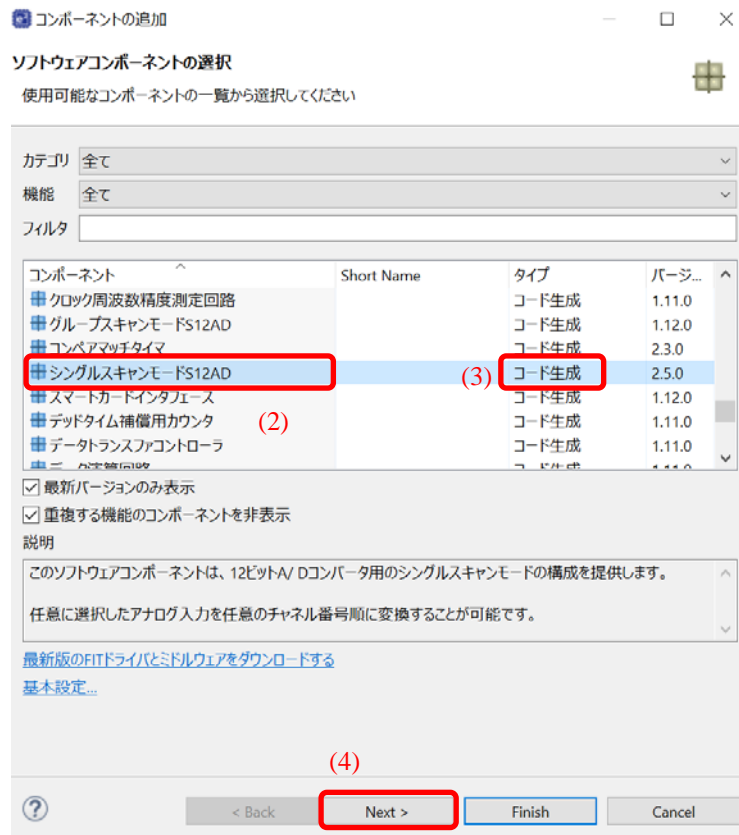 コンポーネントの追加
ソフトウェアコンポーネントの選択
使用可能なコンポーネントの一覧から選択してください
カテゴリ 全て
機能 全て
フィルタ
コンポーネント Short Name タイプ バージ...
クロック周波数精度測定回路 コード生成 1.11.0
グループスキャンモードS12AD コード生成 1.12.0
コンペアマッチタイマ コード生成 2.3.0
シングルスキャンモードS12AD (3) コード生成 2.5.0
スマートカードインタフェース コード生成 1.12.0
デッドタイム補償用カウンタ (2) コード生成 1.11.0
データトランスファコントローラ コード生成 1.11.0
データ演算回路 コード生成 1.11.0
最新バージョンのみ表示
重複する機能のコンポーネントを非表示
説明
このソフトウェアコンポーネントは、12ビットA/ Dコンバータ用のシングルスキャンモードの構成を提供します。
任意に選択したアナログ入力を任意のチャネル番号順に変換することが可能です。
最新版のFITドライバとミドルウェアをダウンロードする
基本設定...
(4)
? < Back Next > Finish Cancel